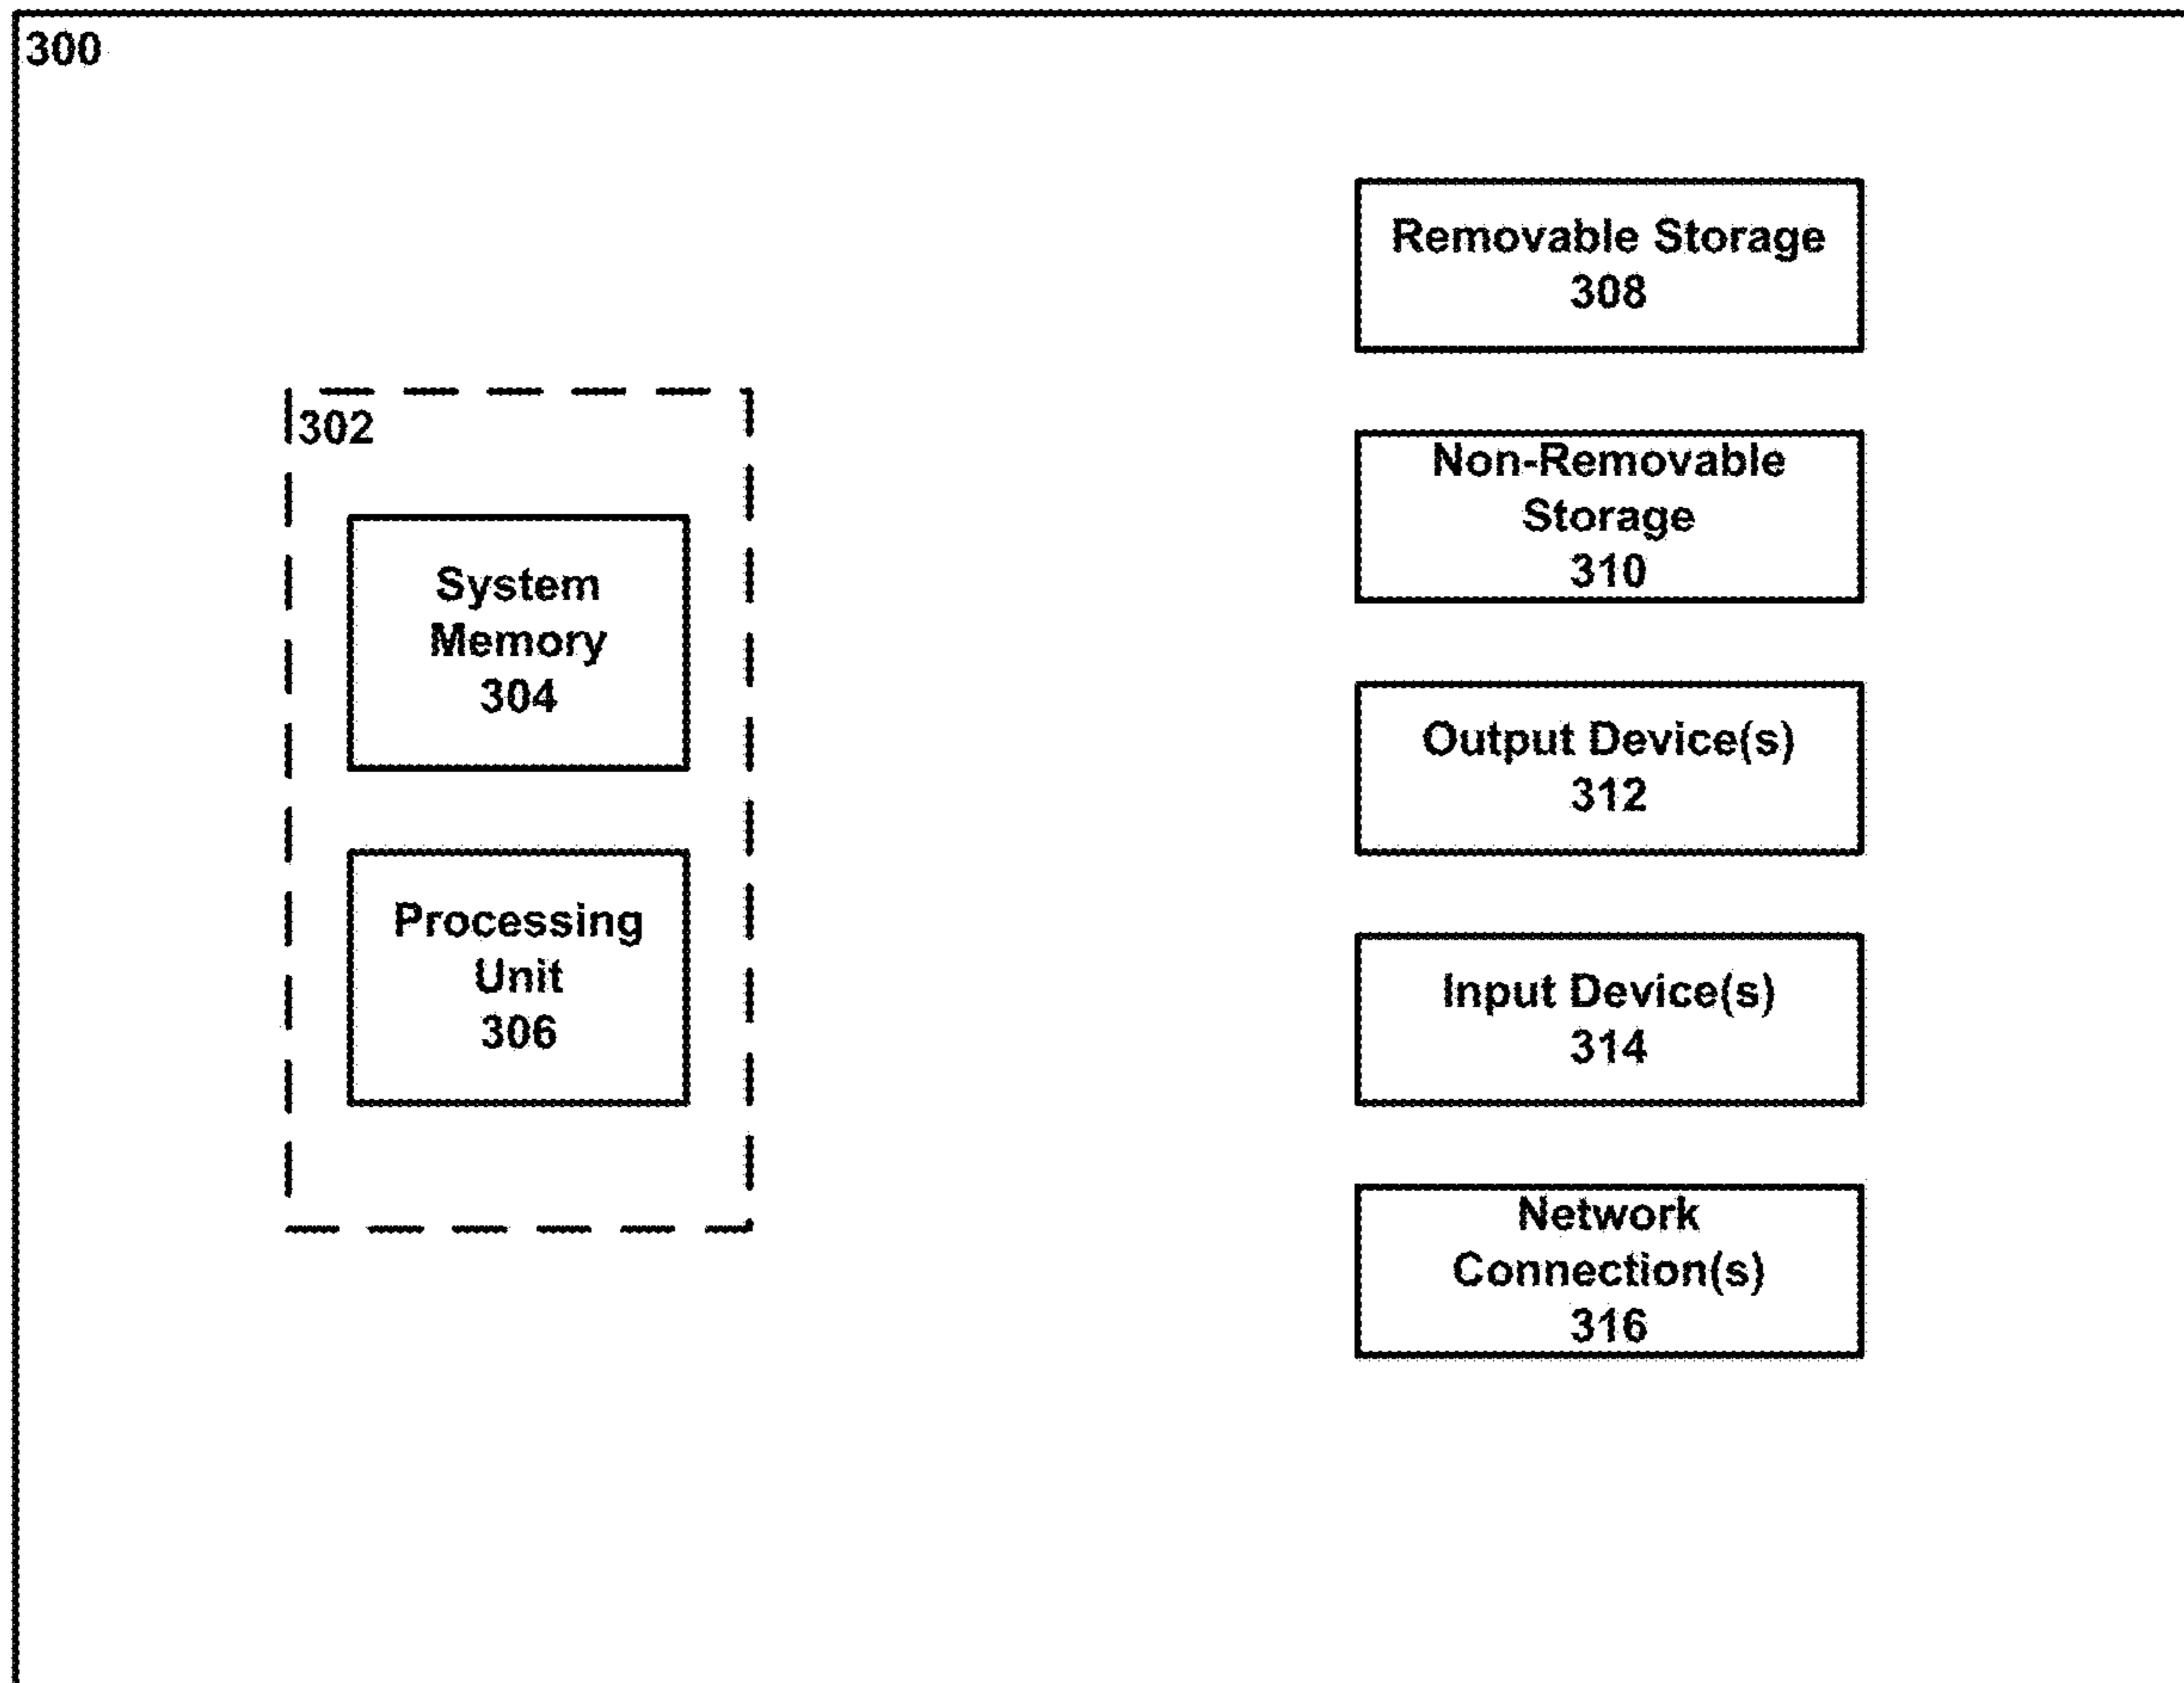 300
302
System
Memory
304
Processing
Unit
306
Removable Storage
308
Non-Removable
Storage
310
Output Device(s)
312
Input Device(s)
314
Network
Connection(s)
316